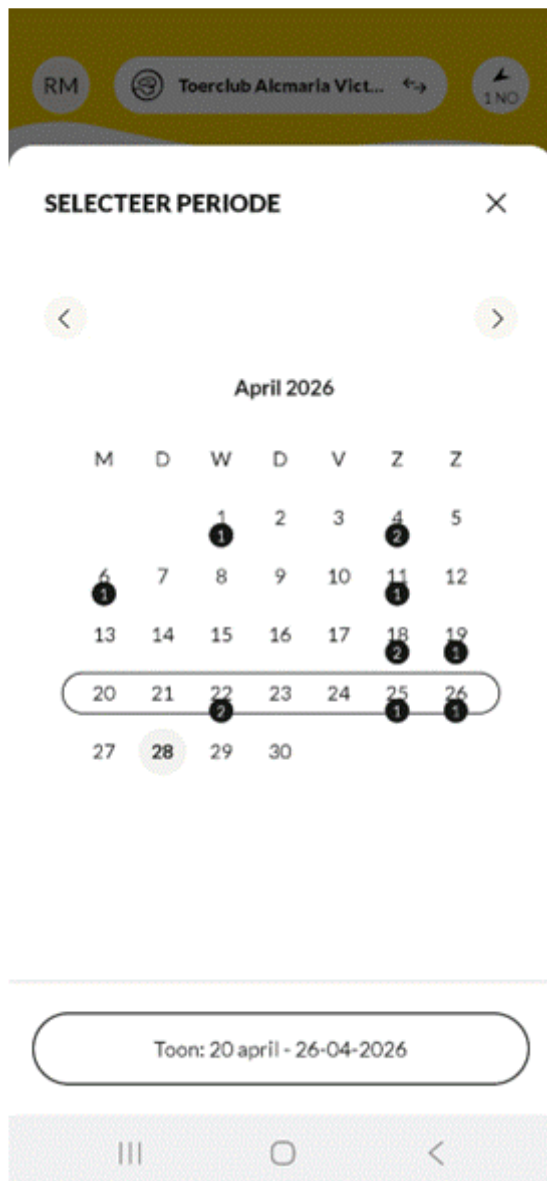 RM
Toerclub Alcmaria Vict...
1 NO
SELECTEER PERIODE
April 2026
M D W D V Z Z
1 2 3 4 5
1 2
6 7 8 9 10 11 12
1 1
13 14 15 16 17 18 19
2 1
20 21 22 23 24 25 26
2 1 1
27 28 29 30
Toon: 20 april - 26-04-2026